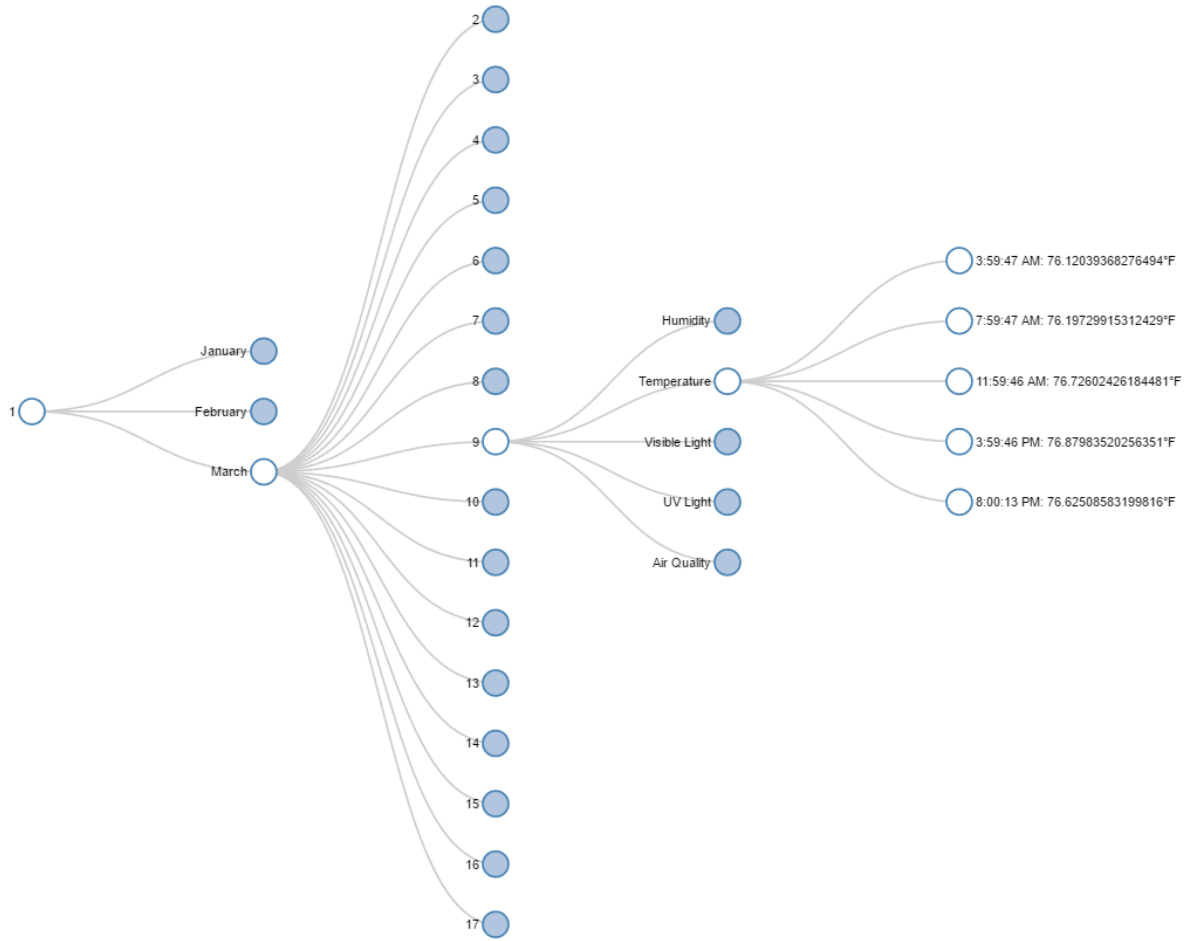 1
January
February
March
2
3
4
5
6
7
8
9
10
11
12
13
14
15
16
17
Humidity
Temperature
Visible Light
UV Light
Air Quality
3:59:47 AM: 76.12039368276494°F
7:59:47 AM: 76.19729915312429°F
11:59:46 AM: 76.72602426184481°F
3:59:46 PM: 76.87983520256351°F
8:00:13 PM: 76.62508583199816°F